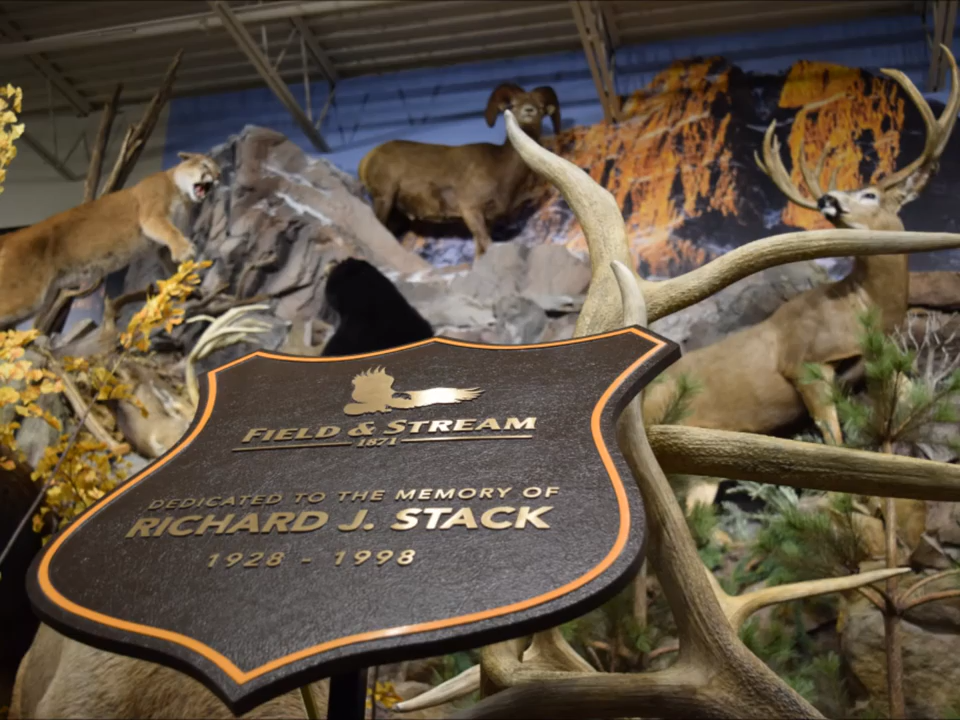 FIELD & STREAM
1871
DEDICATED TO THE MEMORY OF
RICHARD J. STACK
1928 - 1998